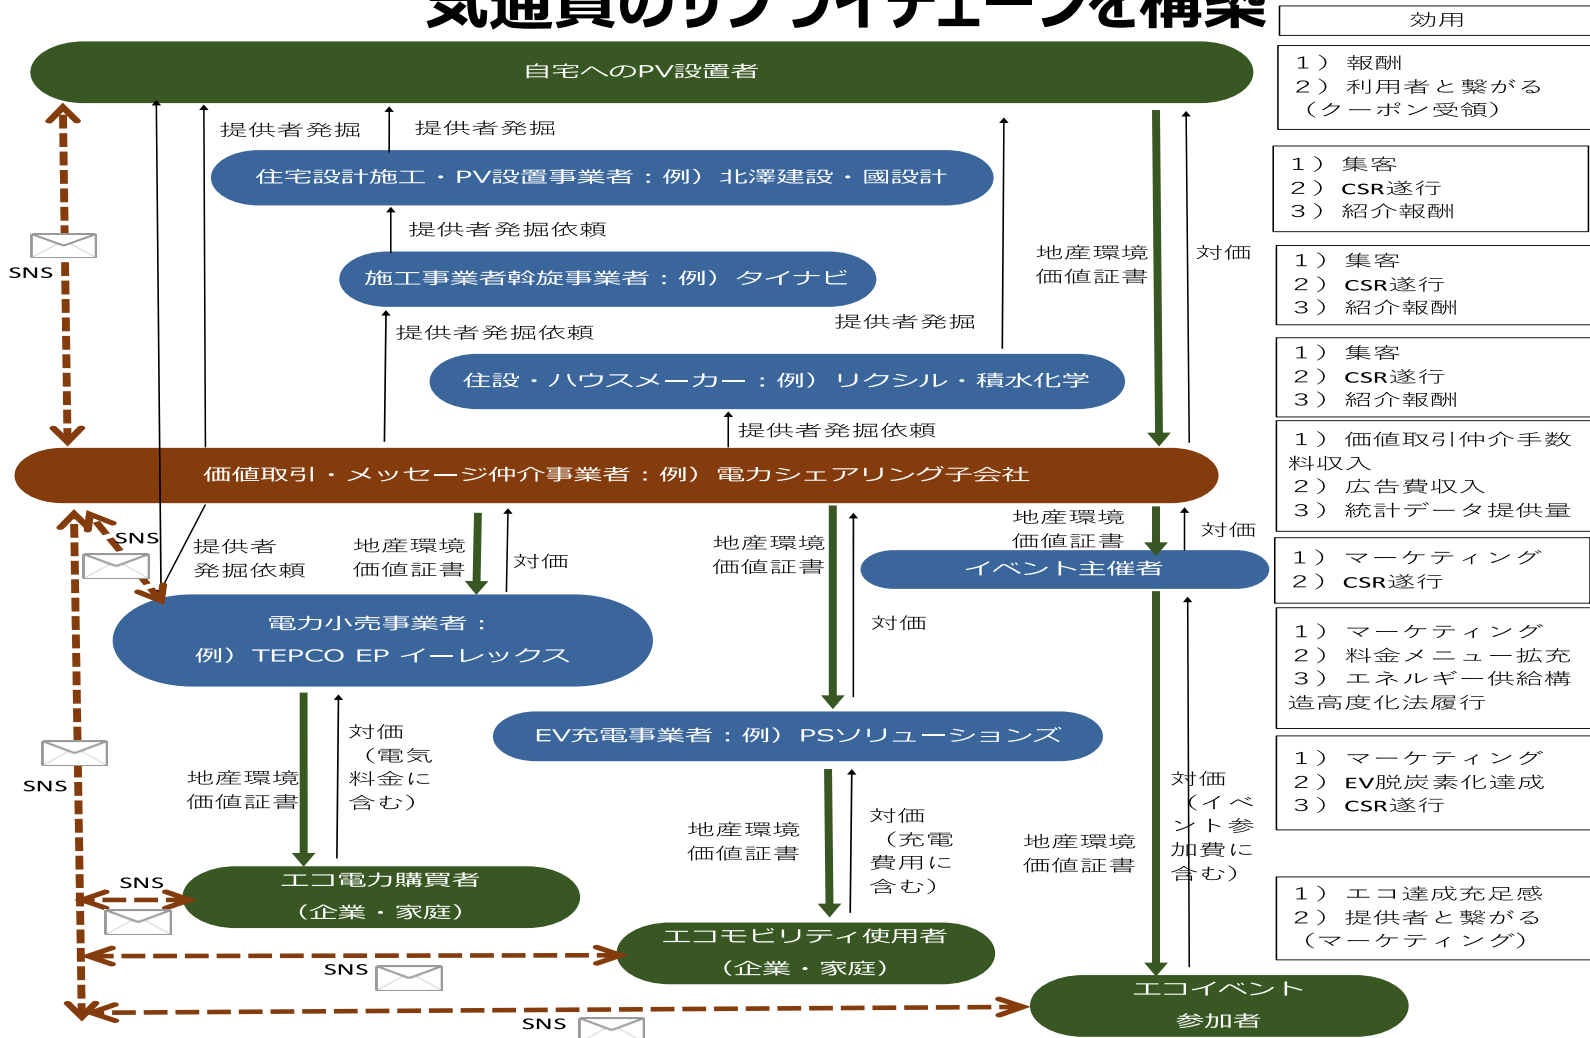 気通貨のサプライチェーンを構築
効用
自宅へのPV設置者
1）報酬
2）利用者と繋がる
（クーポン受領）
提供者発掘
提供者発掘
住宅設計施工・PV設置事業者：例）北澤建設・國設計
1）集客
2）CSR遂行
3）紹介報酬
提供者発掘依頼
地産環境
価値証書
対価
SNS
施工事業者斡旋事業者：例）タイナビ
1）集客
2）CSR遂行
3）紹介報酬
提供者発掘依頼
提供者発掘
住設・ハウスメーカー：例）リクシル・積水化学
1）集客
2）CSR遂行
3）紹介報酬
提供者発掘依頼
価値取引・メッセージ仲介事業者：例）電力シェアリング子会社
1）価値取引仲介手数
料収入
2）広告費収入
3）統計データ提供量
SNS
提供者
発掘依頼
地産環境
価値証書
対価
地産環境
価値証書
地産環境
価値証書
対価
イベント主催者
1）マーケティング
2）CSR遂行
電力小売事業者：
例）TEPCO EP イーレックス
対価
1）マーケティング
2）料金メニュー拡充
3）エネルギー供給構
造高度化法履行
EV充電事業者：例）PSソリューションズ
1）マーケティング
2）EV脱炭素化達成
3）CSR遂行
SNS
地産環境
価値証書
対価
（電気
料金に
含む）
地産環境
価値証書
対価
（充電
費用に
含む）
地産環境
価値証書
対価
（イベ
ント参
加費に
含む）
SNS
エコ電力購買者
（企業・家庭）
1）エコ達成充足感
2）提供者と繋がる
（マーケティング）
エコモビリティ使用者
（企業・家庭）
SNS
エコイベント
参加者
SNS